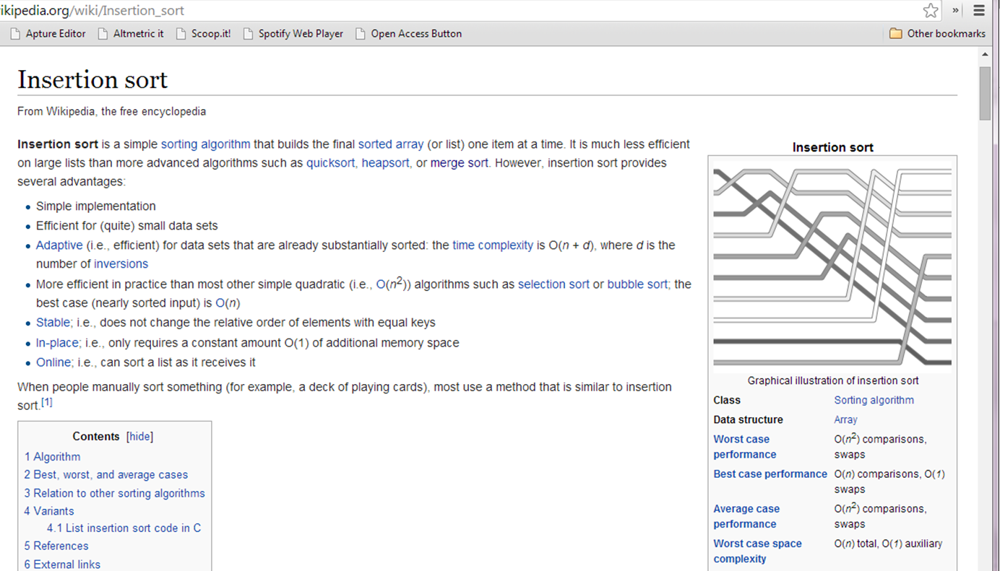 ikipedia.org/wiki/Insertion_sort
»
Apture Editor Altmetric it Scoop.it! Spotify Web Player Open Access Button Other bookmarks
Insertion sort
From Wikipedia, the free encyclopedia
Insertion sort is a simple sorting algorithm that builds the final sorted array (or list) one item at a time. It is much less efficient
on large lists than more advanced algorithms such as quicksort, heapsort, or merge sort. However, insertion sort provides
several advantages:
• Simple implementation
• Efficient for (quite) small data sets
• Adaptive (i.e., efficient) for data sets that are already substantially sorted: the time complexity is O(n + d), where d is the
number of inversions
• More efficient in practice than most other simple quadratic (i.e., O(n²)) algorithms such as selection sort or bubble sort; the
best case (nearly sorted input) is O(n)
• Stable; i.e., does not change the relative order of elements with equal keys
• In-place; i.e., only requires a constant amount O(1) of additional memory space
• Online; i.e., can sort a list as it receives it
When people manually sort something (for example, a deck of playing cards), most use a method that is similar to insertion
sort.[1]
Contents [hide]
1 Algorithm
2 Best, worst, and average cases
3 Relation to other sorting algorithms
4 Variants
4.1 List insertion sort code in C
5 References
6 External links
Insertion sort
Graphical illustration of insertion sort
Class Sorting algorithm
Data structure Array
Worst case O(n²) comparisons,
performance swaps
Best case performance O(n) comparisons, O(1)
swaps
Average case O(n²) comparisons,
performance swaps
Worst case space O(n) total, O(1) auxiliary
complexity